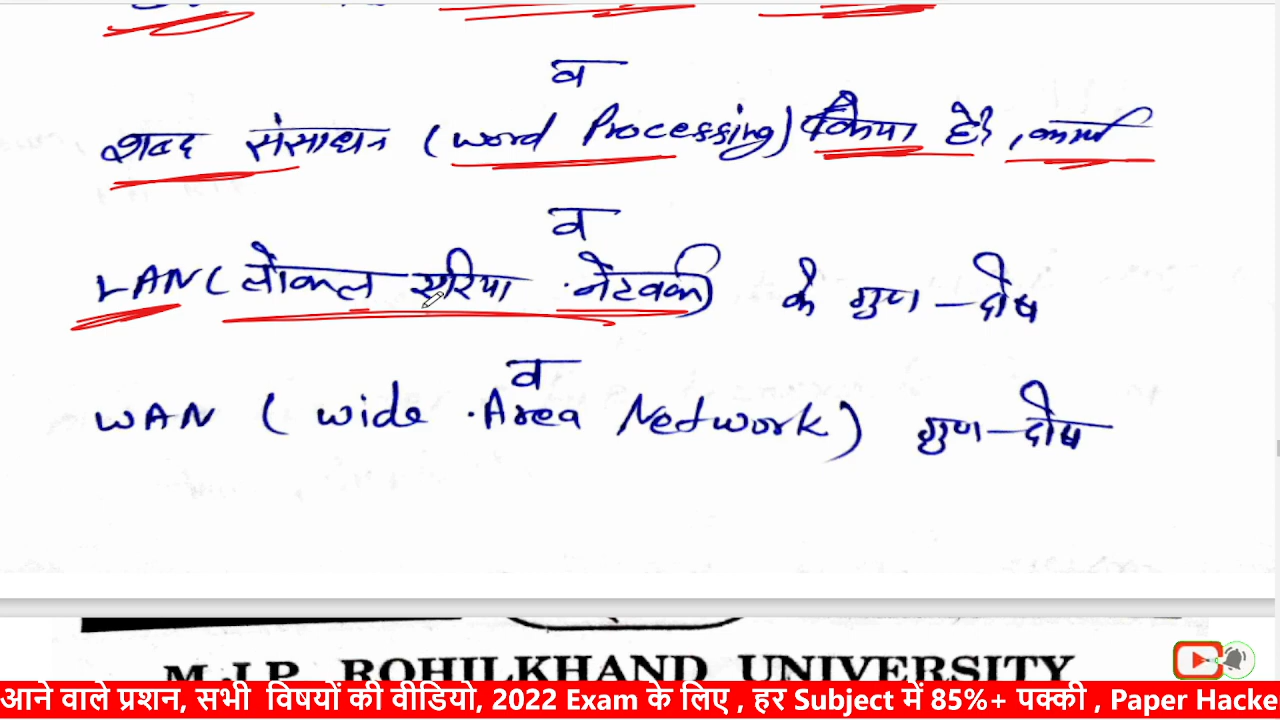 व
शब्द संसाधन (word Processing) किया है, कार्य
व
LAN (लोकल एरिया नेटवर्क) के गुण-दोष
व
WAN ( Wide Area Network) गुण-दोष
M.J.P. ROHILKHAND UNIVERSITY
आने वाले प्रशन, सभी विषयों की वीडियो, 2022 Exam के लिए , हर Subject में 85%+ पक्की , Paper Hacke